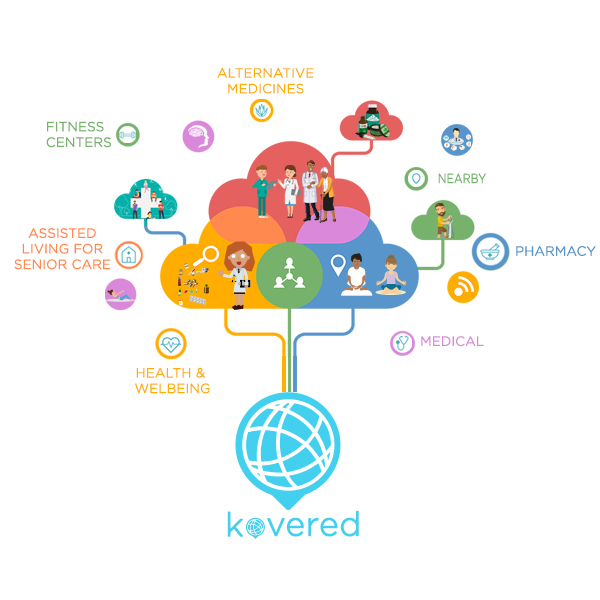 ALTERNATIVE
MEDICINES
FITNESS
CENTERS
NEARBY
ASSISTED
LIVING FOR
SENIOR CARE
PHARMACY
MEDICAL
HEALTH &
WELBEING
kovered